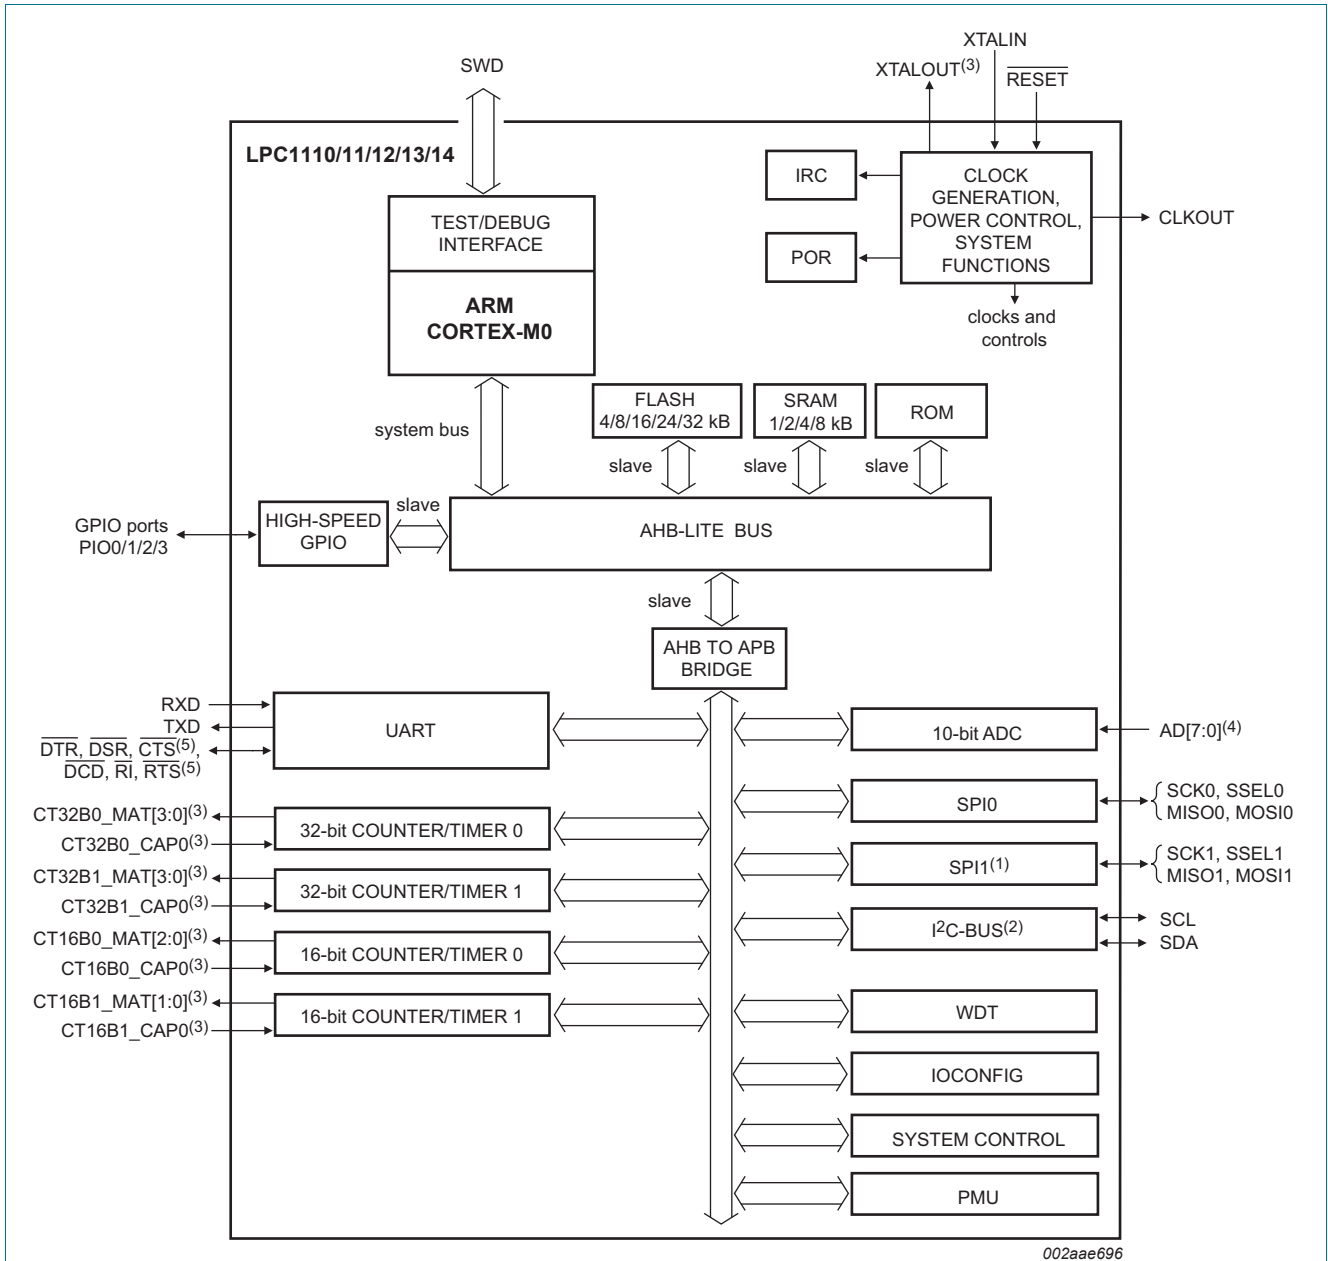 XTALIN
XTALOUT(3)
RESET
SWD
LPC1110/11/12/13/14
IRC
POR
CLOCK
GENERATION,
POWER CONTROL,
SYSTEM
FUNCTIONS
CLKOUT
clocks and
controls
TEST/DEBUG
INTERFACE
ARM
CORTEX-M0
system bus
FLASH
4/8/16/24/32 kB
SRAM
1/2/4/8 kB
ROM
slave
slave
slave
GPIO ports
PIO0/1/2/3
HIGH-SPEED
GPIO
slave
AHB-LITE BUS
slave
AHB TO APB
BRIDGE
RXD
TXD
DTR, DSR, CTS(5),
DCD, RI, RTS(5)
UART
10-bit ADC
AD[7:0](4)
CT32B0_MAT[3:0](3)
CT32B0_CAP0(3)
32-bit COUNTER/TIMER 0
SPI0
SCK0, SSEL0
MISO0, MOSI0
CT32B1_MAT[3:0](3)
CT32B1_CAP0(3)
32-bit COUNTER/TIMER 1
SPI1(1)
SCK1, SSEL1
MISO1, MOSI1
CT16B0_MAT[2:0](3)
CT16B0_CAP0(3)
16-bit COUNTER/TIMER 0
I2C-BUS(2)
SCL
SDA
CT16B1_MAT[1:0](3)
CT16B1_CAP0(3)
16-bit COUNTER/TIMER 1
WDT
IOCONFIG
SYSTEM CONTROL
PMU
002aae696